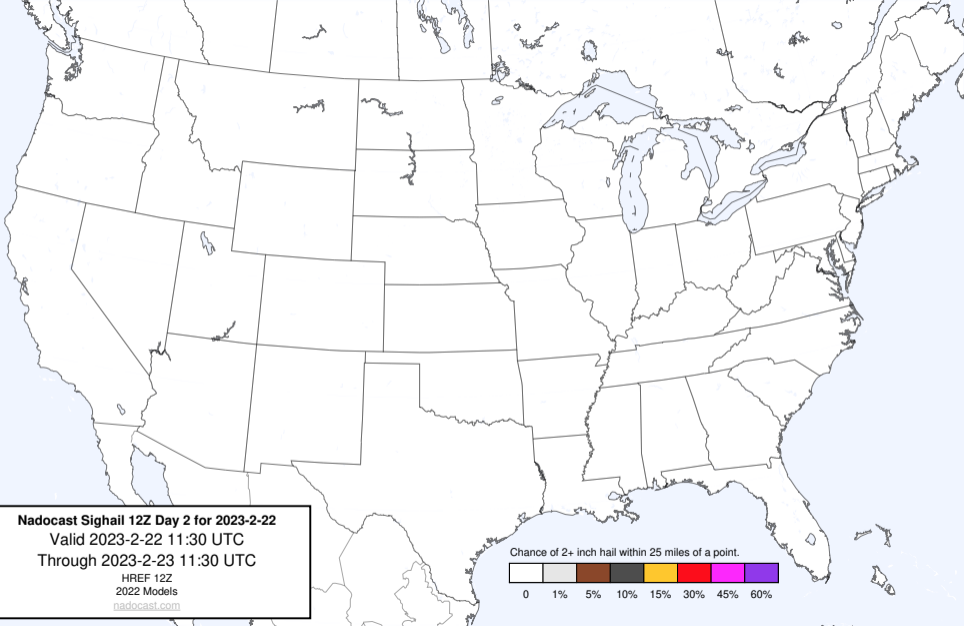 Nadocast Sighail 12Z Day 2 for 2023-2-22
Valid 2023-2-22 11:30 UTC
Through 2023-2-23 11:30 UTC
HREF 12Z
2022 Models
nadocast.com
Chance of 2+ inch hail within 25 miles of a point.
0 1% 5% 10% 15% 30% 45% 60%